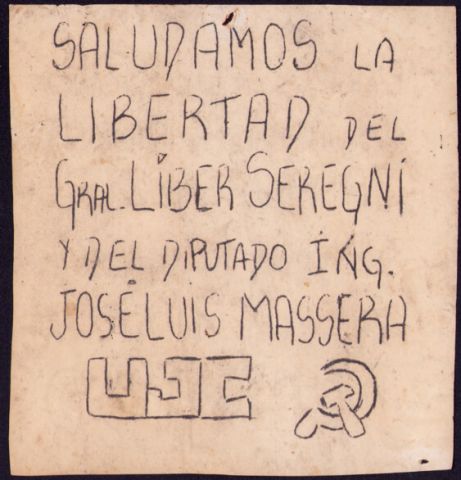 SALUDAMOS LA
LIBERTAD DEL
GRAL. LÍBER SEREGNI
Y DEL DIPUTADO ING.
JOSÉ LUIS MASSERA
UJC